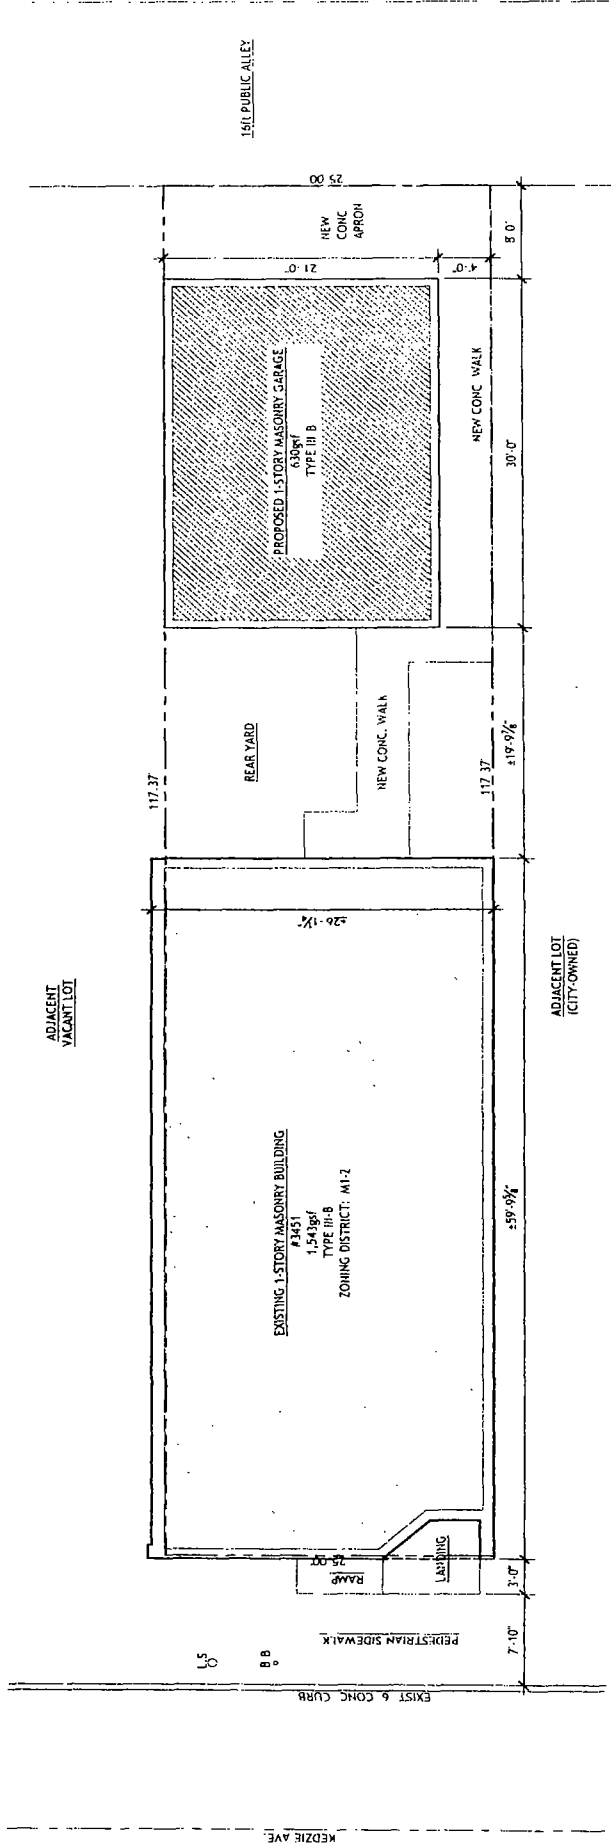 16ft PUBLIC ALLEY
25.00
NEW
CONC
APRON
21'-0"
4'-0"
8'0"
PROPOSED 1-STORY MASONRY GARAGE
630gsf
TYPE III B
NEW CONC WALK
30'-0"
117.37
REAR YARD
NEW CONC. WALK
117 37
±19'-9⅞"
±26'-1¼"
ADJACENT
VACANT LOT
ADJACENT LOT
(CITY-OWNED)
EXISTING 1-STORY MASONRY BUILDING
#3451
1,543gsf
TYPE III-B
ZONING DISTRICT: M1-2
25.00'
RAMP
LANDING
3'-0"
PEDESTRIAN SIDEWALK
7'-10"
L.S
B B
EXIST 6 CONC CURB
KEDZIE AVE.